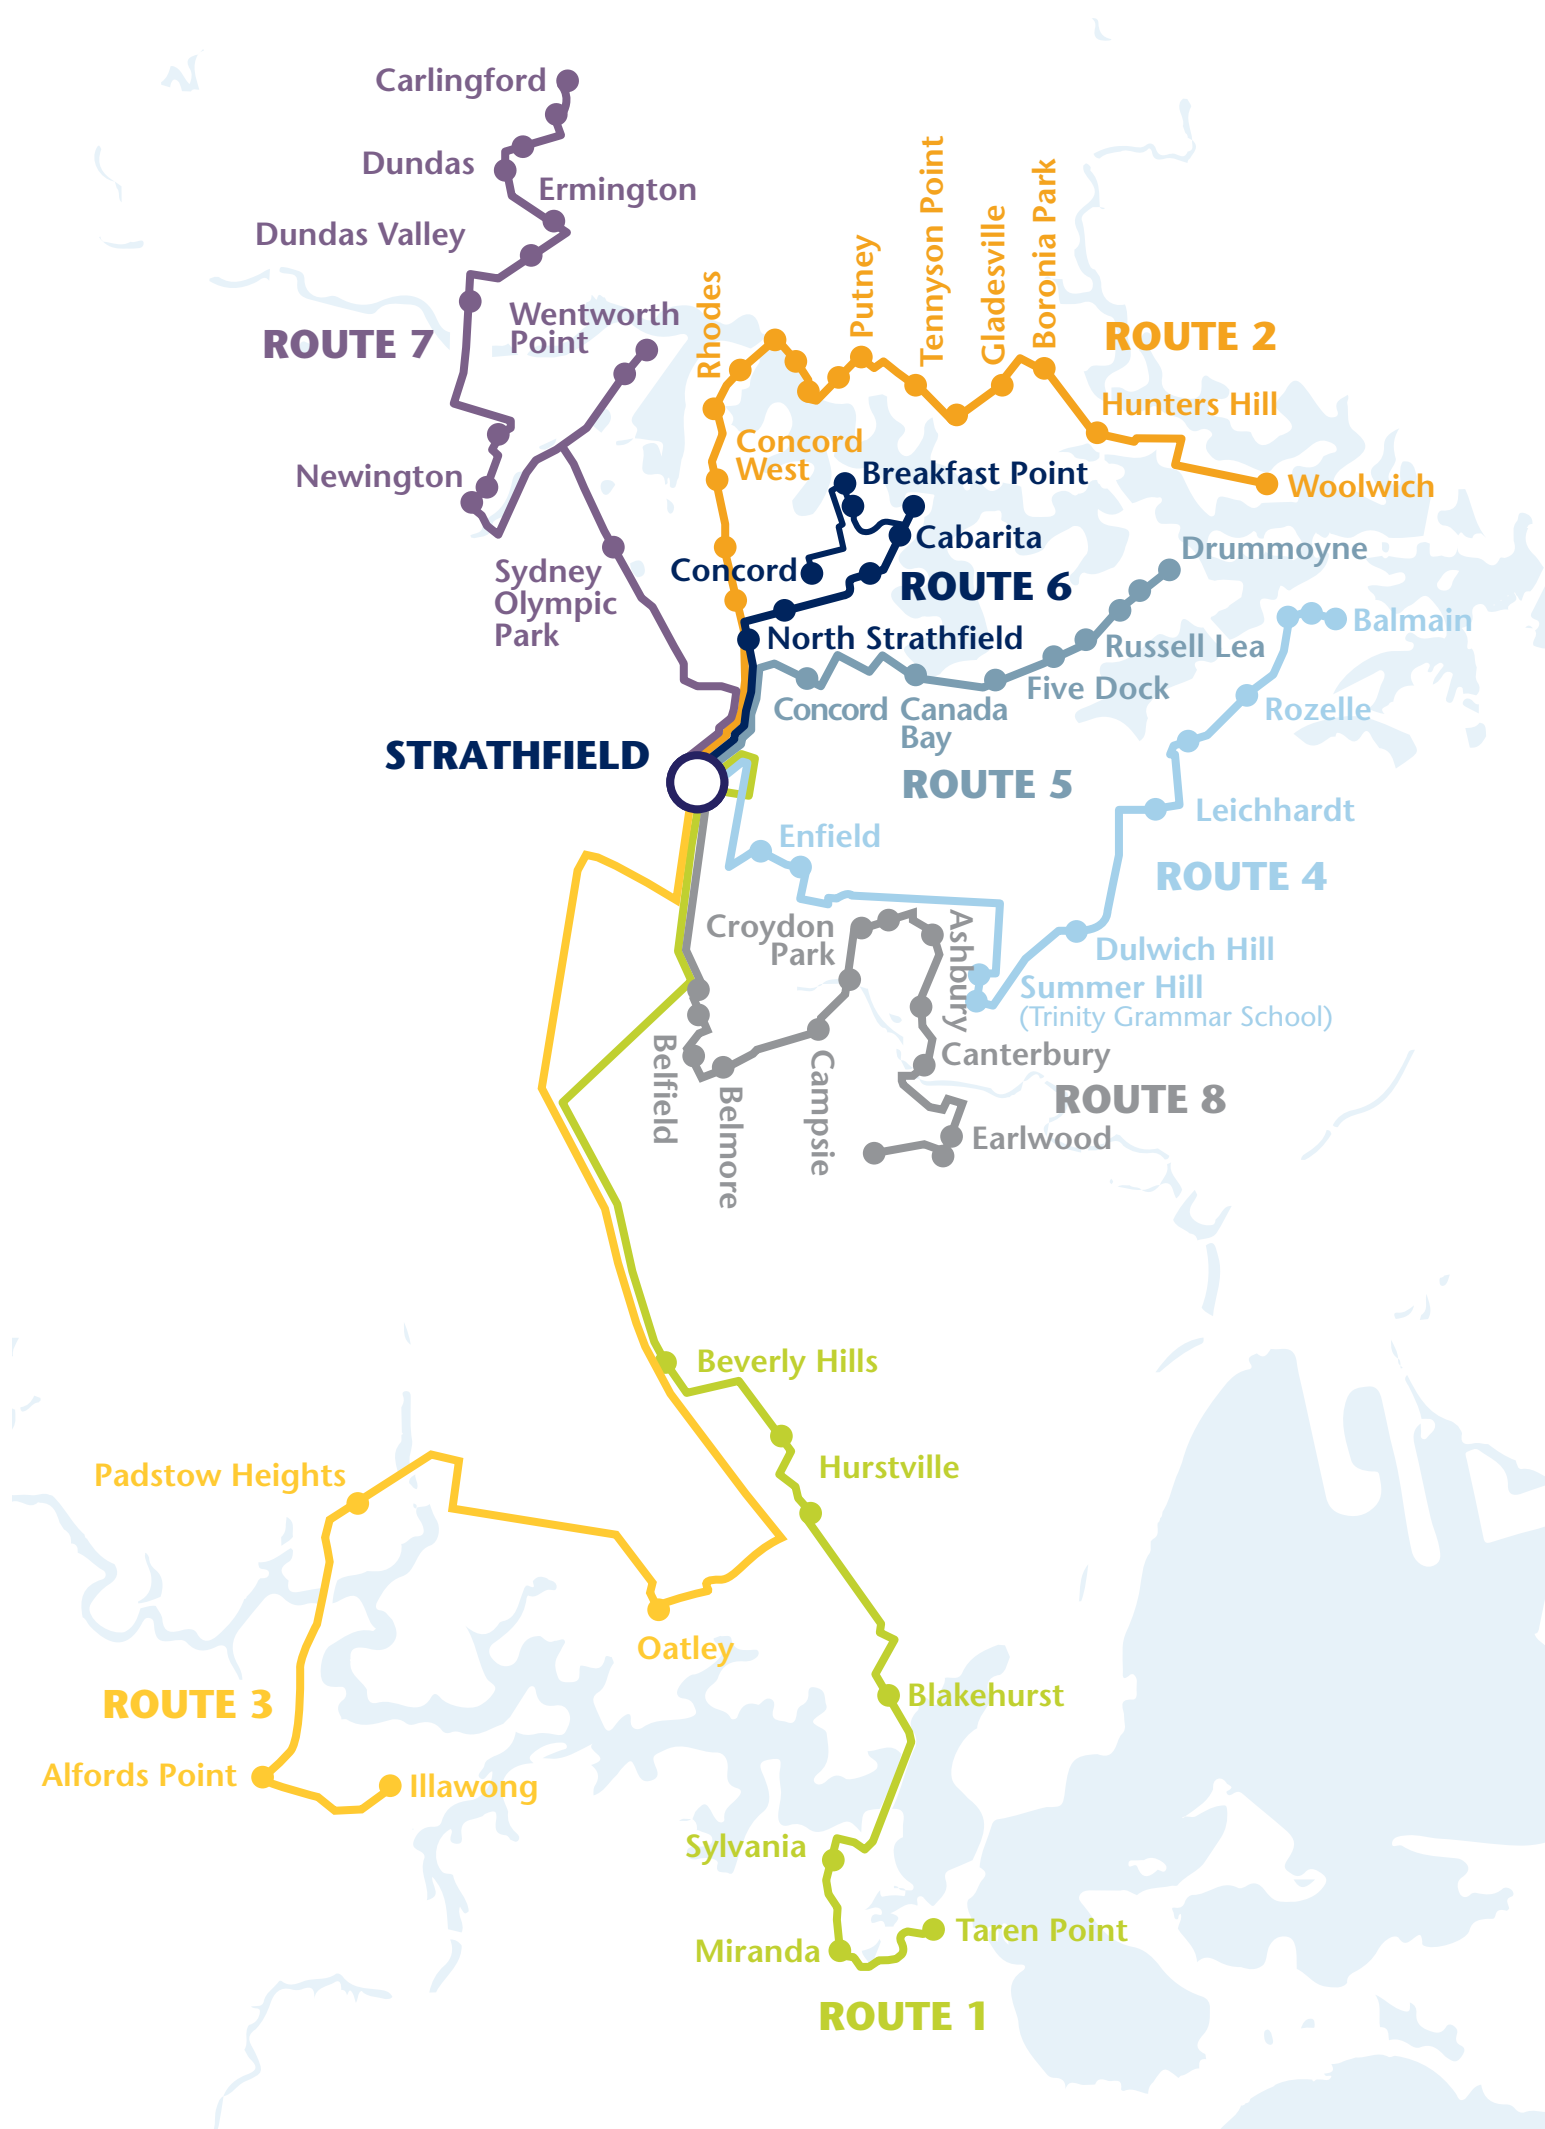 Carlingford
Dundas
Ermington
Dundas Valley
Wentworth
Point
ROUTE 7
Newington
Sydney
Olympic
Park
Rhodes
Putney
Tennyson Point
Gladesville
Boronia Park
ROUTE 2
Hunters Hill
Woolwich
Concord
West
Breakfast Point
Cabarita
Concord
ROUTE 6
North Strathfield
Drummoyne
Russell Lea
Five Dock
Concord
Canada
Bay
ROUTE 5
Balmain
Rozelle
Leichhardt
ROUTE 4
STRATHFIELD
Enfield
Dulwich Hill
Summer Hill
(Trinity Grammar School)
Croydon
Park
Ashbury
Canterbury
ROUTE 8
Earlwood
Belfield
Belmore
Campsie
Beverly Hills
Hurstville
Padstow Heights
Oatley
ROUTE 3
Alfords Point
Illawong
Blakehurst
Sylvania
Miranda
Taren Point
ROUTE 1